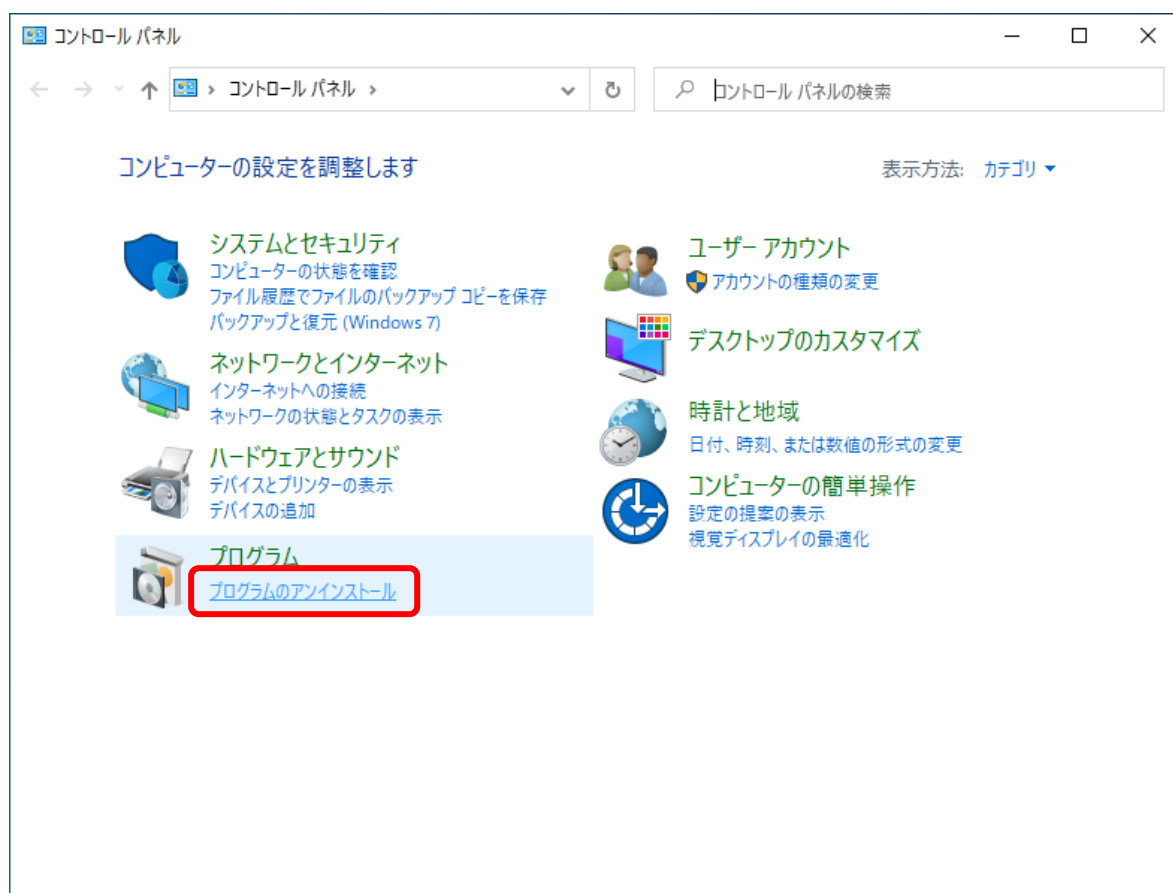 コントロール パネル
コントロール パネル
コントロール パネルの検索
コンピューターの設定を調整します
表示方法: カテゴリ
システムとセキュリティ
コンピューターの状態を確認
ファイル履歴でファイルのバックアップ コピーを保存
バックアップと復元 (Windows 7)
ネットワークとインターネット
インターネットへの接続
ネットワークの状態とタスクの表示
ハードウェアとサウンド
デバイスとプリンターの表示
デバイスの追加
プログラム
プログラムのアンインストール
ユーザー アカウント
アカウントの種類の変更
デスクトップのカスタマイズ
時計と地域
日付、時刻、または数値の形式の変更
コンピューターの簡単操作
設定の提案の表示
視覚ディスプレイの最適化